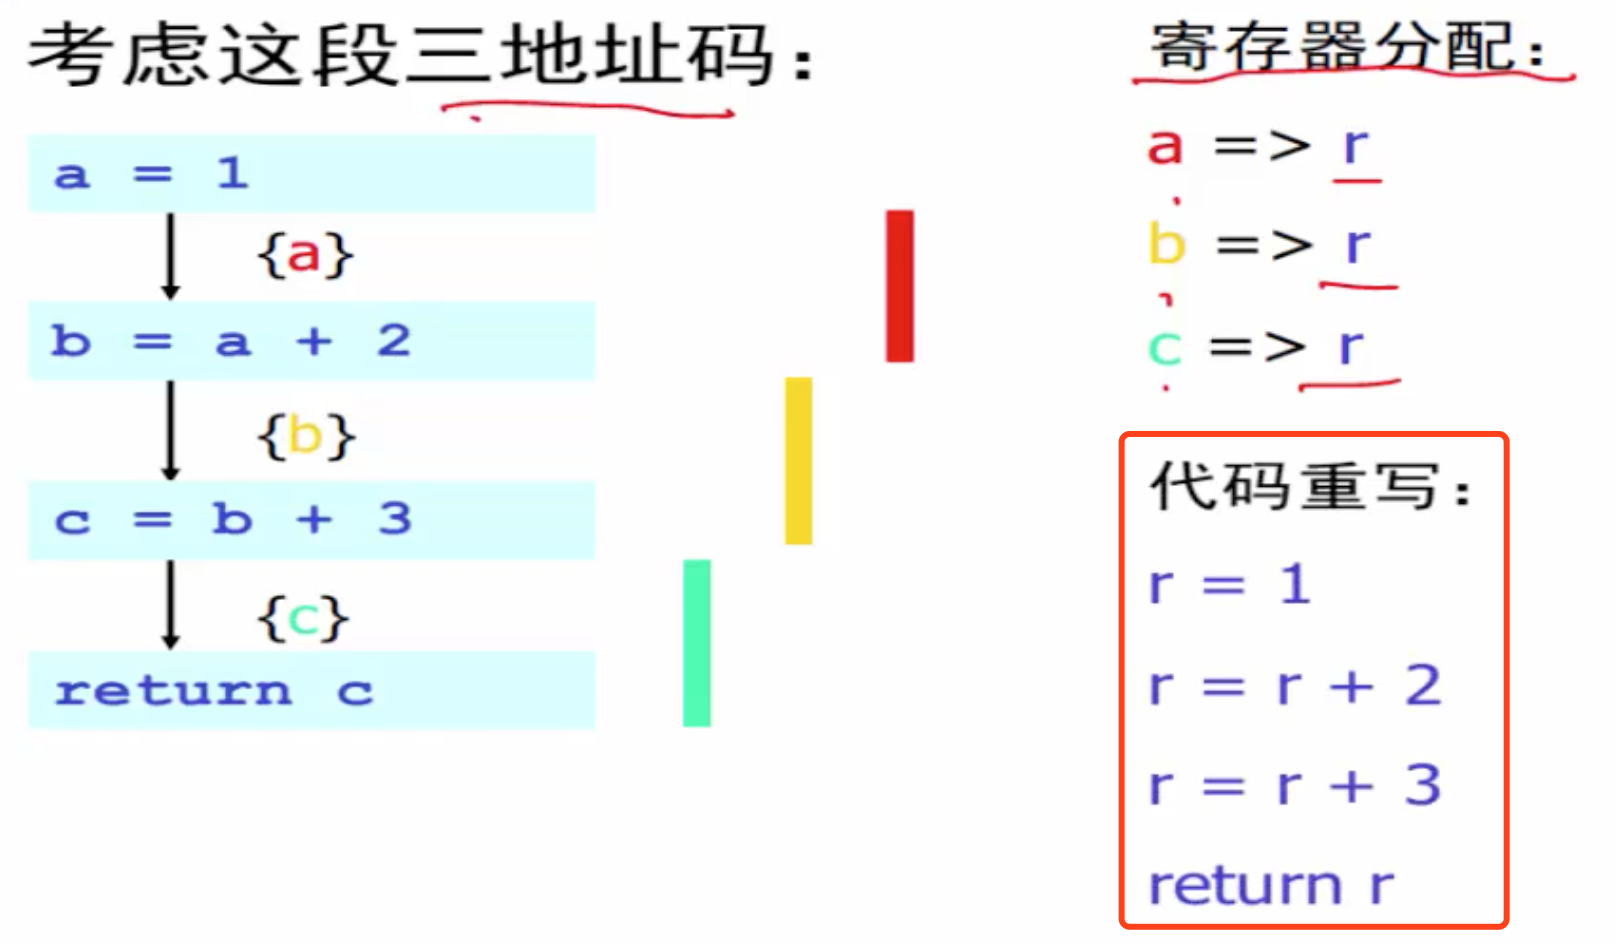 考虑这段三地址码：
a = 1
{a}
b = a + 2
{b}
c = b + 3
{c}
return c
寄存器分配：
a => r
b => r
c => r
代码重写：
r = 1
r = r + 2
r = r + 3
return r